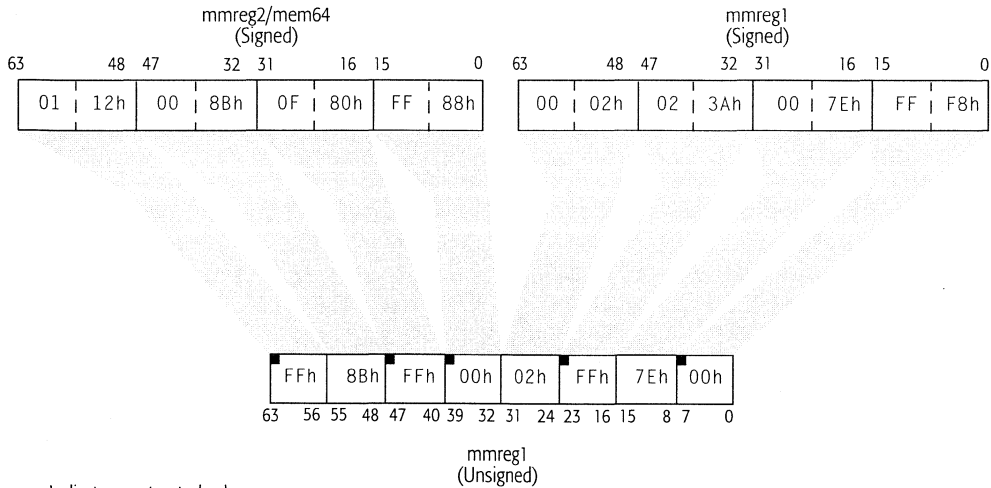 mmreg2/mem64 mmreg1
(Signed) (Signed)
63 48 47 32 31 16 15 0 63 48 47 32 31 16 15 0
01 12h 00 8Bh 0F 80h FF 88h 00 02h 02 3Ah 00 7Eh FF F8h
FFh 8Bh FFh 00h 02h FFh 7Eh 00h
63 56 55 48 47 40 39 32 31 24 23 16 15 8 7 0
mmreg1
(Unsigned)